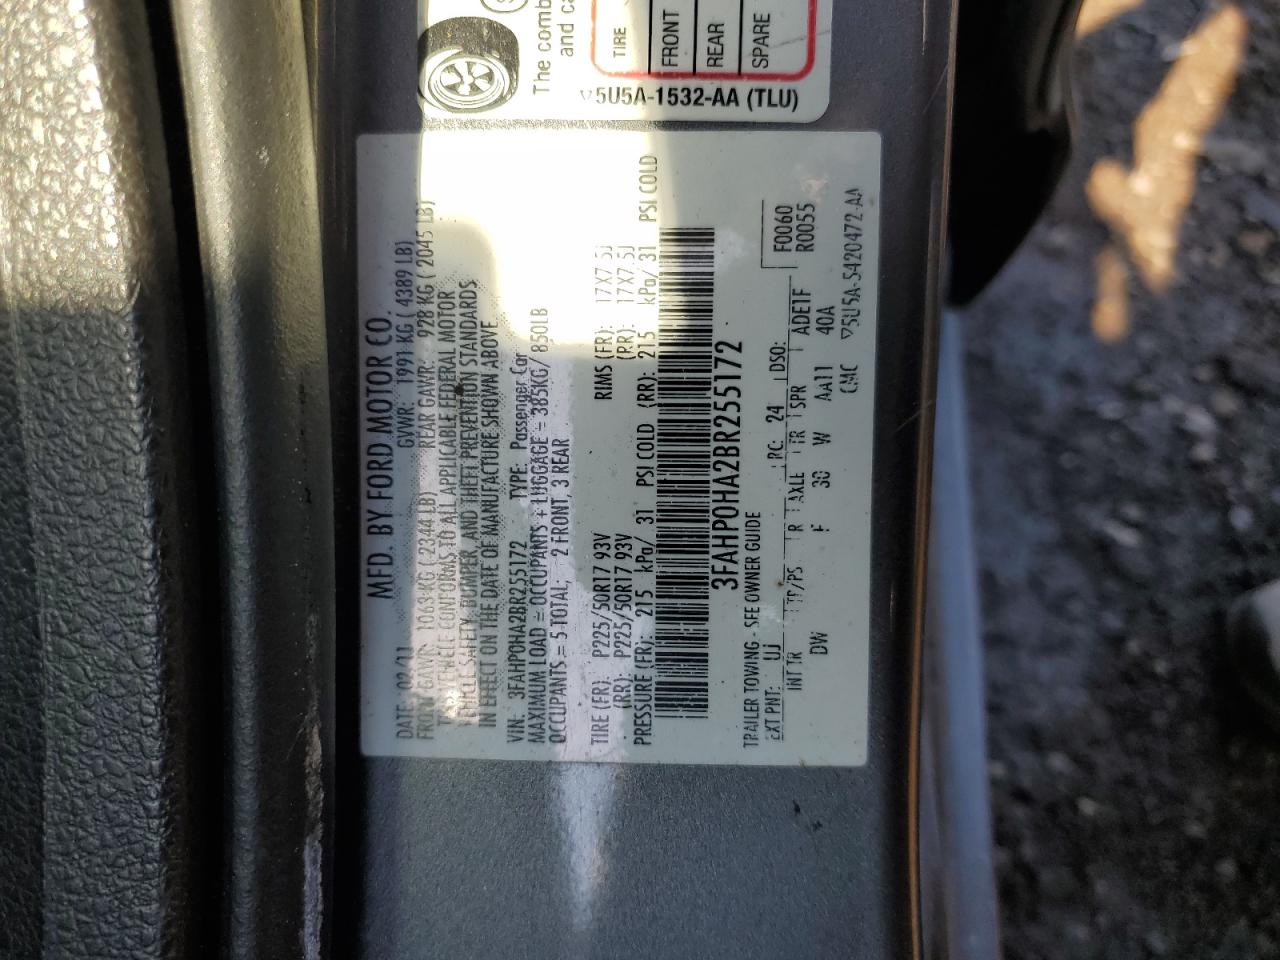 The comb
and ca
TIRE
FRONT
REAR
SPARE
5U5A-1532-AA (TLU)
MFD. BY FORD MOTOR CO.
DATE: 02/11 GVWR: 1991 KG ( 4389 LB)
FRONT GAWR: 1063 KG ( 2344 LB) REAR GAWR: 928 KG ( 2045 LB)
THIS VEHICLE CONFORMS TO ALL APPLICABLE FEDERAL MOTOR
VEHICLE SAFETY, BUMPER, AND THEFT PREVENTION STANDARDS
IN EFFECT ON THE DATE OF MANUFACTURE SHOWN ABOVE
VIN: 3FAHP0HA2BR255172 TYPE: Passenger Car
MAXIMUM LOAD = OCCUPANTS + LUGGAGE = 385KG/ 850LB
OCCUPANTS = 5 TOTAL, 2 FRONT, 3 REAR
TIRE (FR): P225/50R17 93V RIMS (FR): 17X7.5J
(RR): P225/50R17 93V (RR): 17X7.5J
PRESSURE (FR): 215 kPa/ 31 PSI COLD (RR): 215 kPa/ 31 PSI COLD
3FAHP0HA2BR255172
TRAILER TOWING - SEE OWNER GUIDE
EXT PNT: UJ RC: 24 DSO: F0060
R0055
INT TR TP/PS R AXLE TR SPR ADE1F
DW F 30 W AA11 40A
CMC 5U5A-5420472-AA